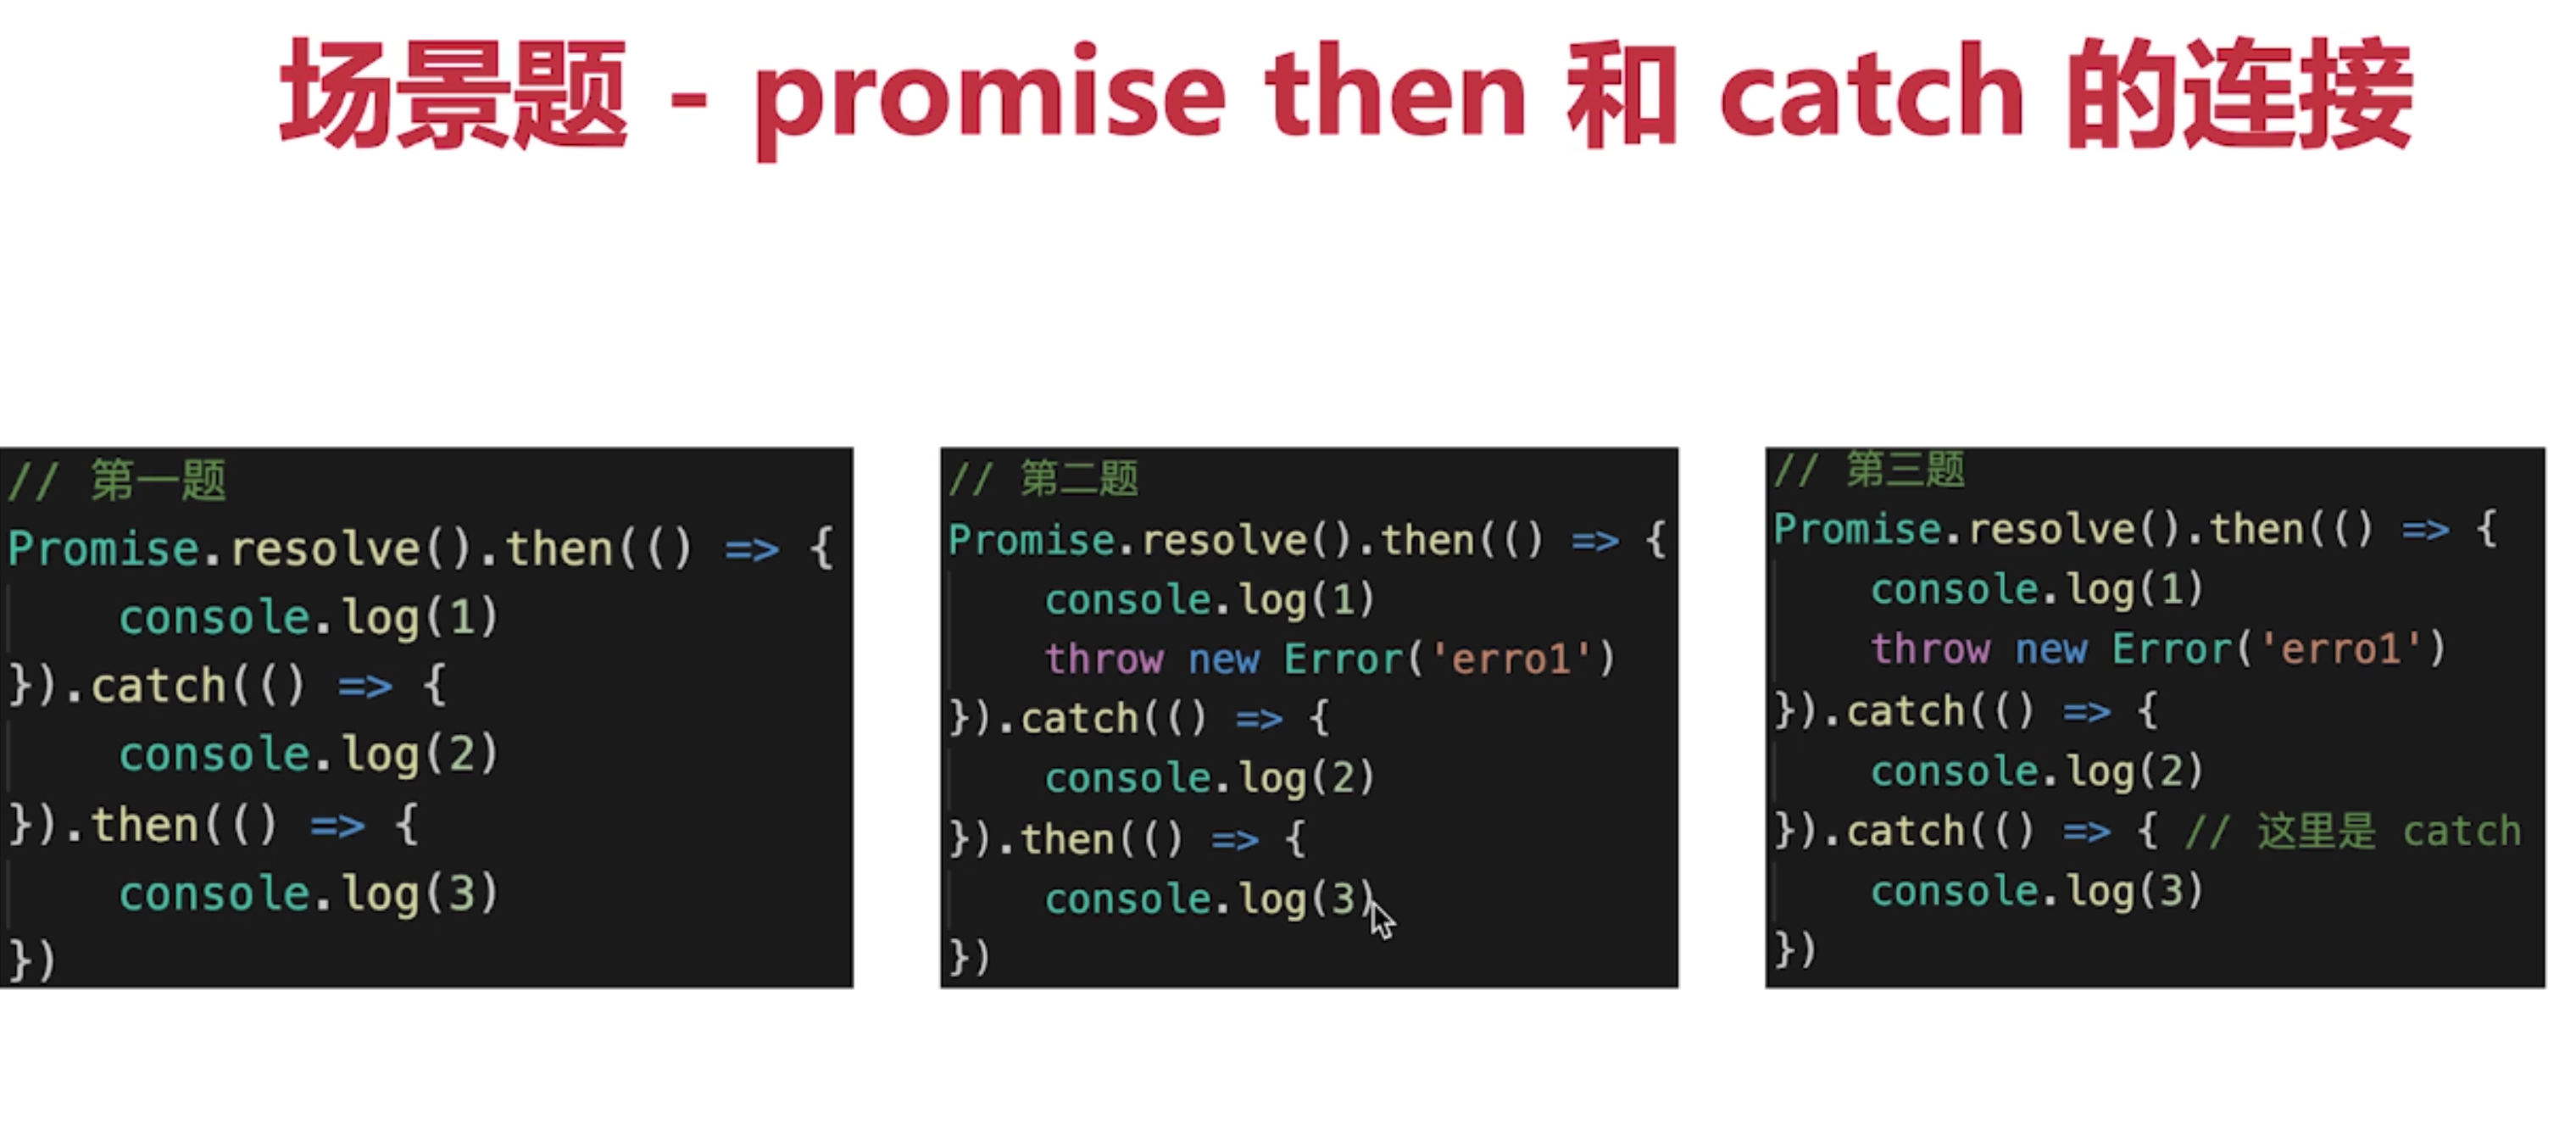 场景题 - promise then 和 catch 的连接
// 第一题
Promise.resolve().then(() => {
    console.log(1)
}).catch(() => {
    console.log(2)
}).then(() => {
    console.log(3)
})
// 第二题
Promise.resolve().then(() => {
    console.log(1)
    throw new Error('erro1')
}).catch(() => {
    console.log(2)
}).then(() => {
    console.log(3)
})
// 第三题
Promise.resolve().then(() => {
    console.log(1)
    throw new Error('erro1')
}).catch(() => {
    console.log(2)
}).catch(() => { // 这里是 catch
    console.log(3)
})